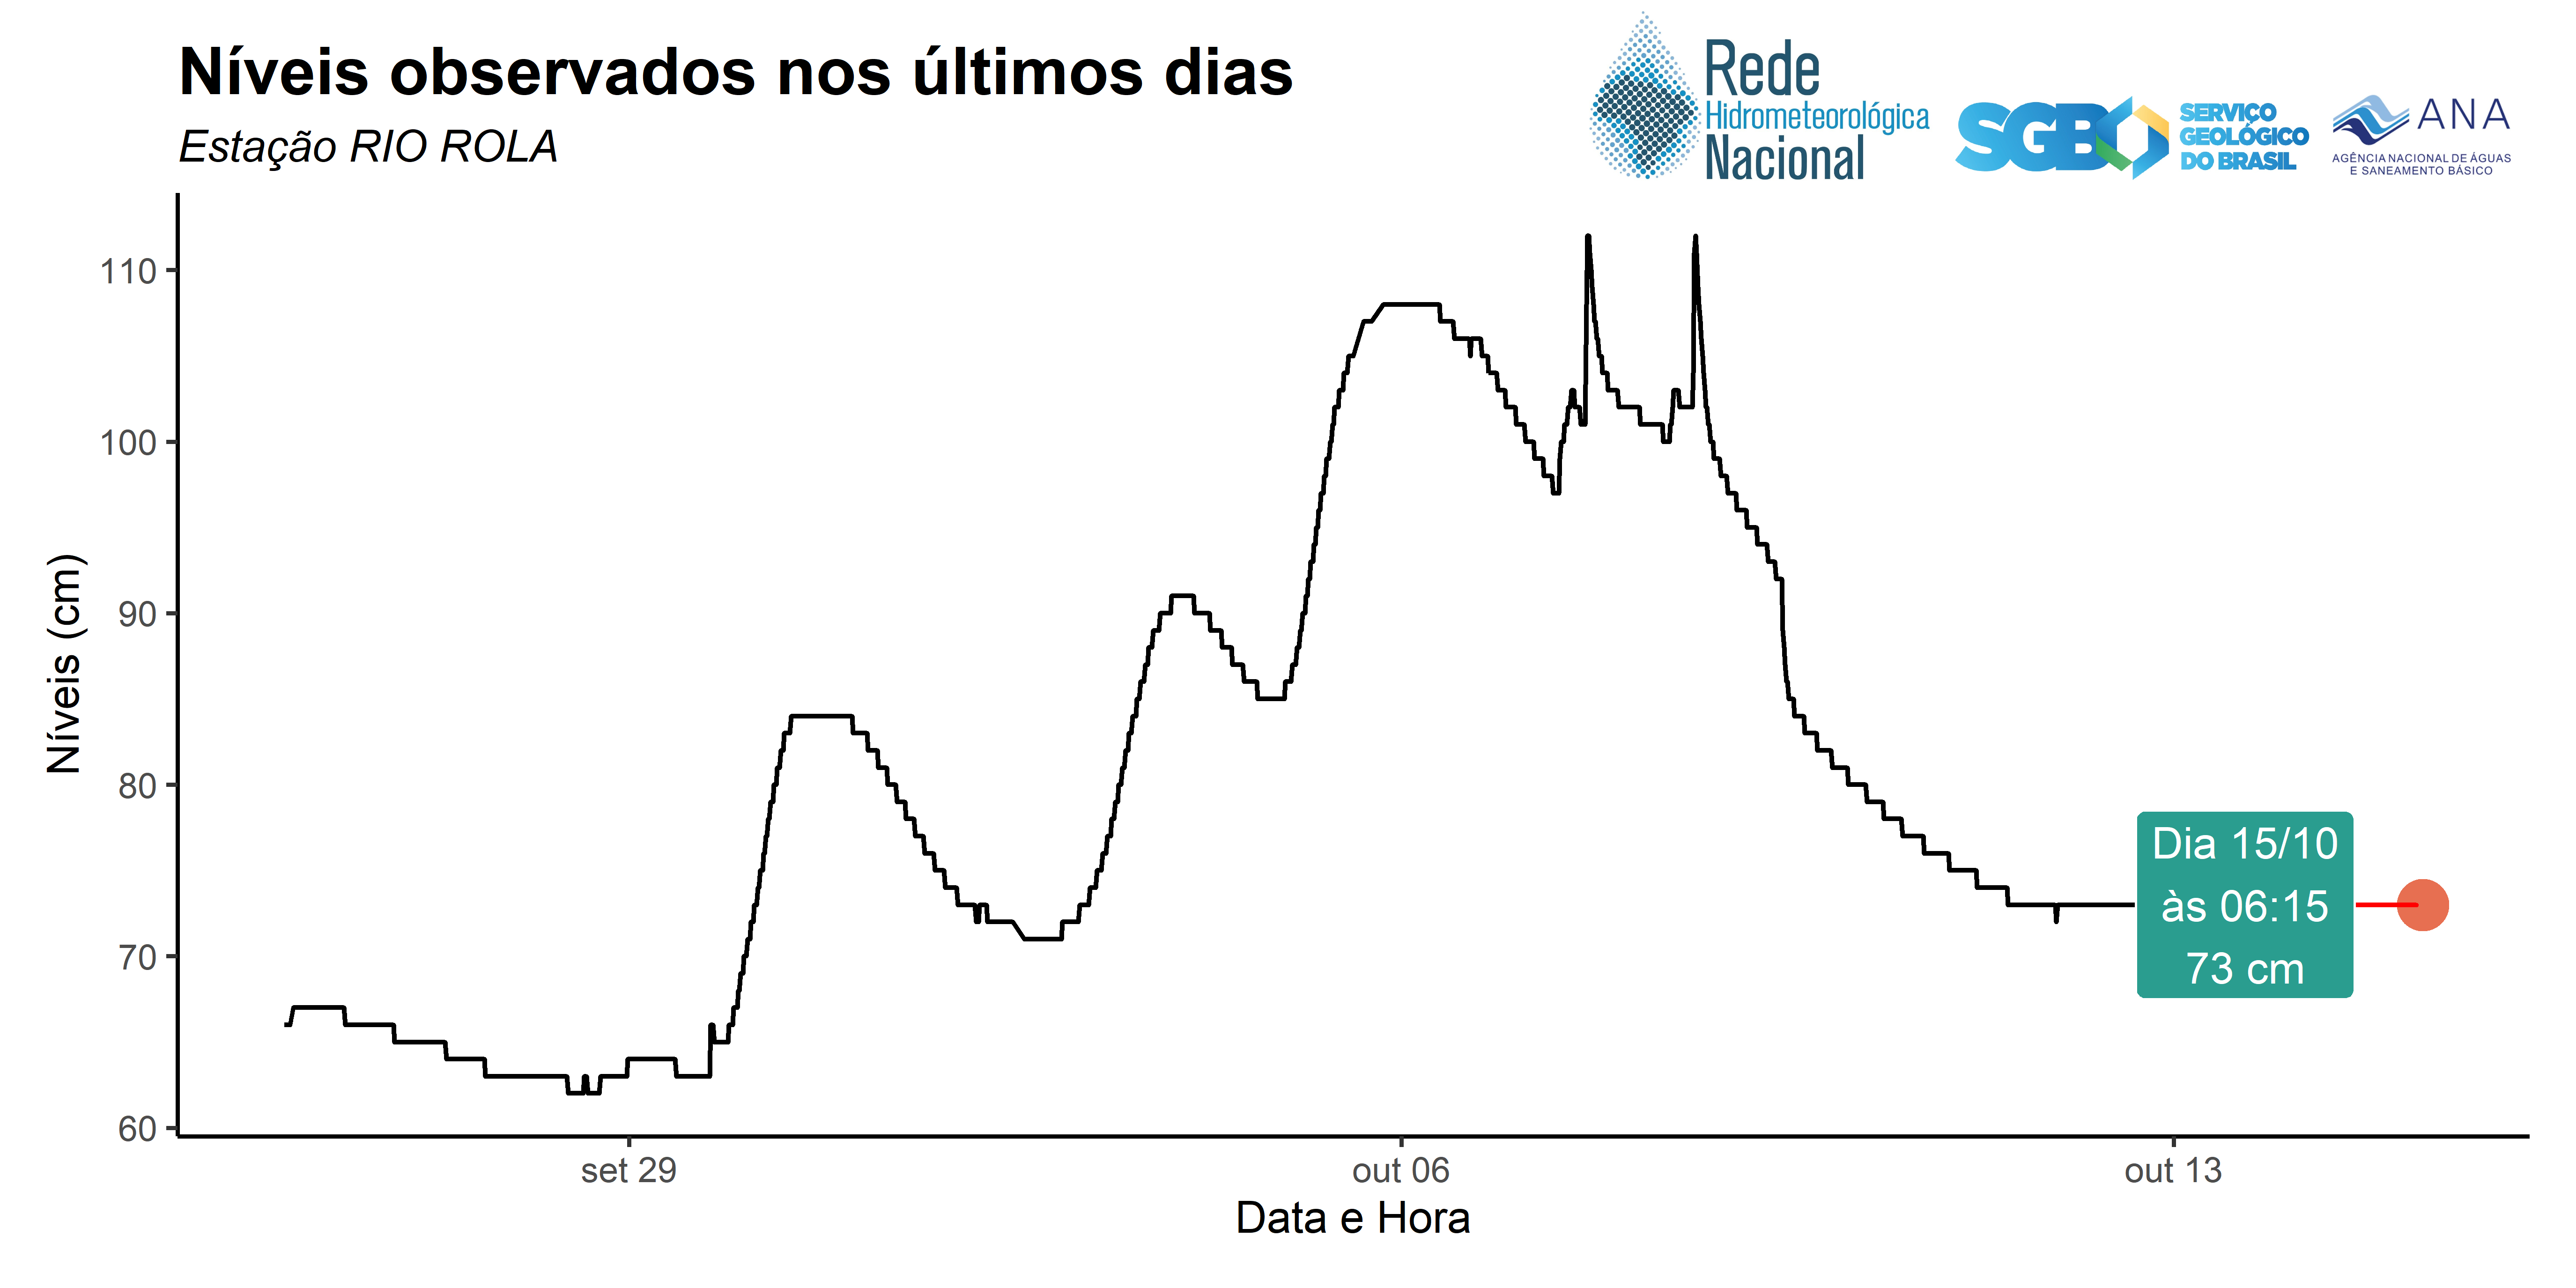 Níveis observados nos últimos dias
Estação RIO ROLA
Rede
Hidrometeorológica
Nacional
SGB
SERVIÇO
GEOLÓGICO
DO BRASIL
ANA
AGÊNCIA NACIONAL DE ÁGUAS
E SANEAMENTO BÁSICO
Níveis (cm)
110
100
90
80
70
60
Dia 15/10
às 06:15
73 cm
set 29
out 06
out 13
Data e Hora